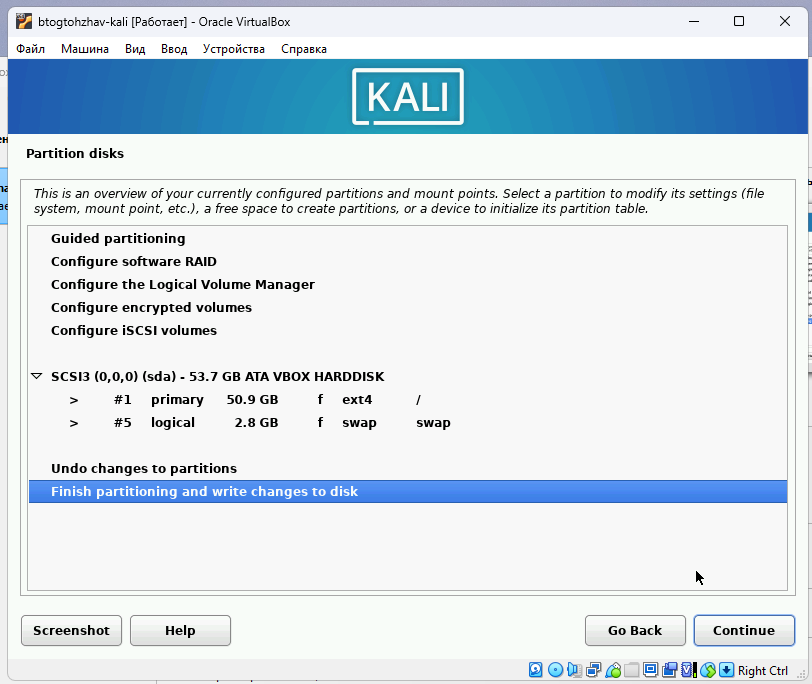 btogtohzhav-kali [Работает] - Oracle VirtualBox
Файл Машина Вид Ввод Устройства Справка
KALI
Partition disks
This is an overview of your currently configured partitions and mount points. Select a partition to modify its settings (file
system, mount point, etc.), a free space to create partitions, or a device to initialize its partition table.
Guided partitioning
Configure software RAID
Configure the Logical Volume Manager
Configure encrypted volumes
Configure iSCSI volumes
SCSI3 (0,0,0) (sda) - 53.7 GB ATA VBOX HARDDISK
> #1 primary 50.9 GB f ext4 /
> #5 logical 2.8 GB f swap swap
Undo changes to partitions
Finish partitioning and write changes to disk
Screenshot Help Go Back Continue
Right Ctrl